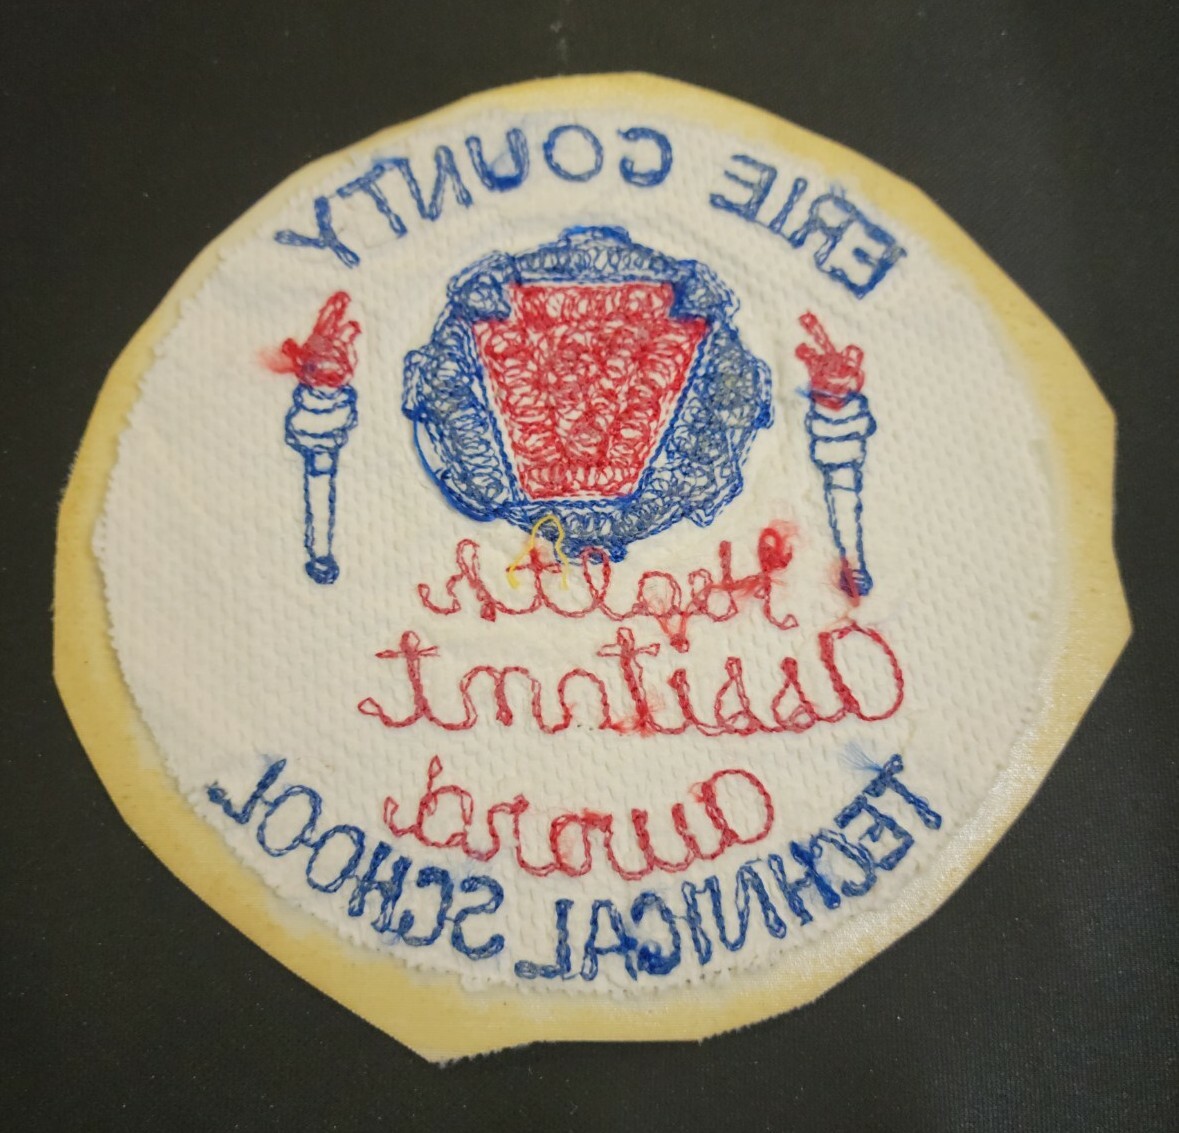 ERIE COUNTY
Health
Assistant
Award
TECHNICAL SCHOOL